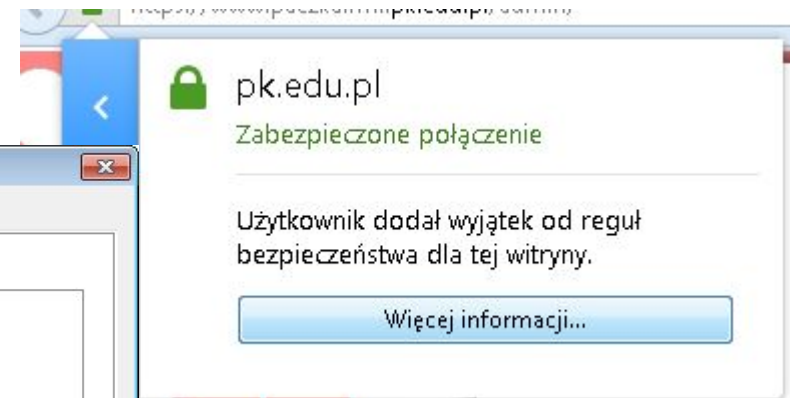 pk.edu.pl
Zabezpieczone połączenie
Użytkownik dodał wyjątek od reguł
bezpieczeństwa dla tej witryny.
Więcej informacji...